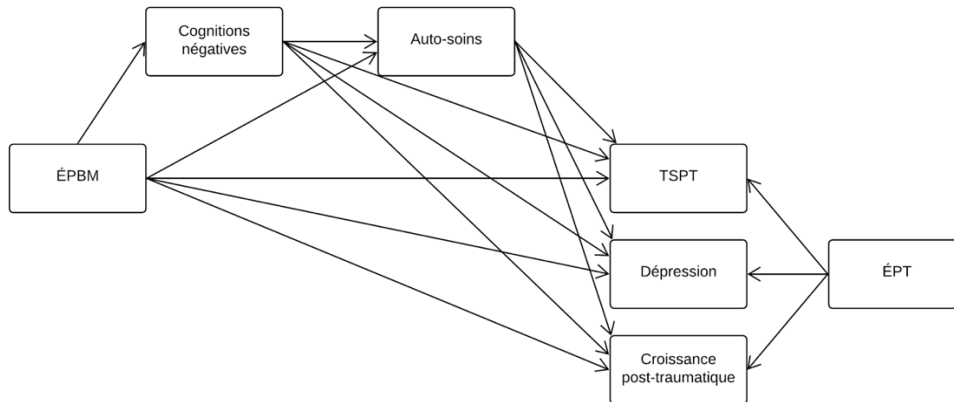 Cognitions
négatives
Auto-soins
ÉPBM
TSPT
Dépression
ÉPT
Croissance
post-traumatique